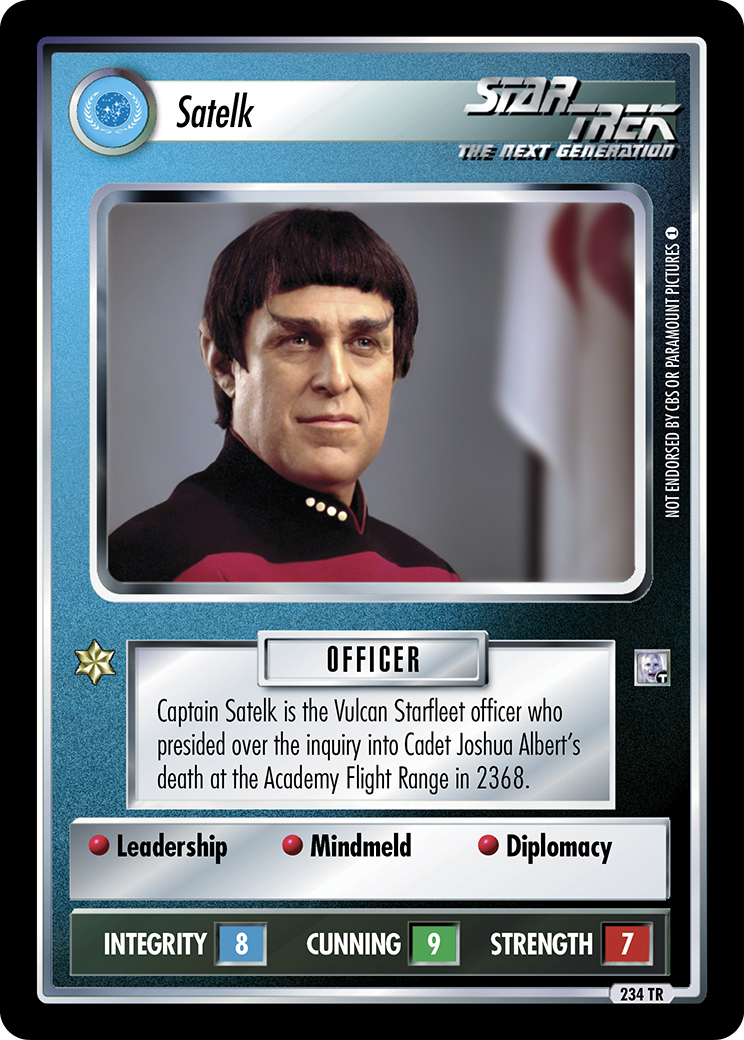 Satelk
STAR TREK
THE NEXT GENERATION
NOT ENDORSED BY CBS OR PARAMOUNT PICTURES 1
OFFICER
Captain Satelk is the Vulcan Starfleet officer who
presided over the inquiry into Cadet Joshua Albert's
death at the Academy Flight Range in 2368.
Leadership Mindmeld Diplomacy
INTEGRITY 8 CUNNING 9 STRENGTH 7
234 TR